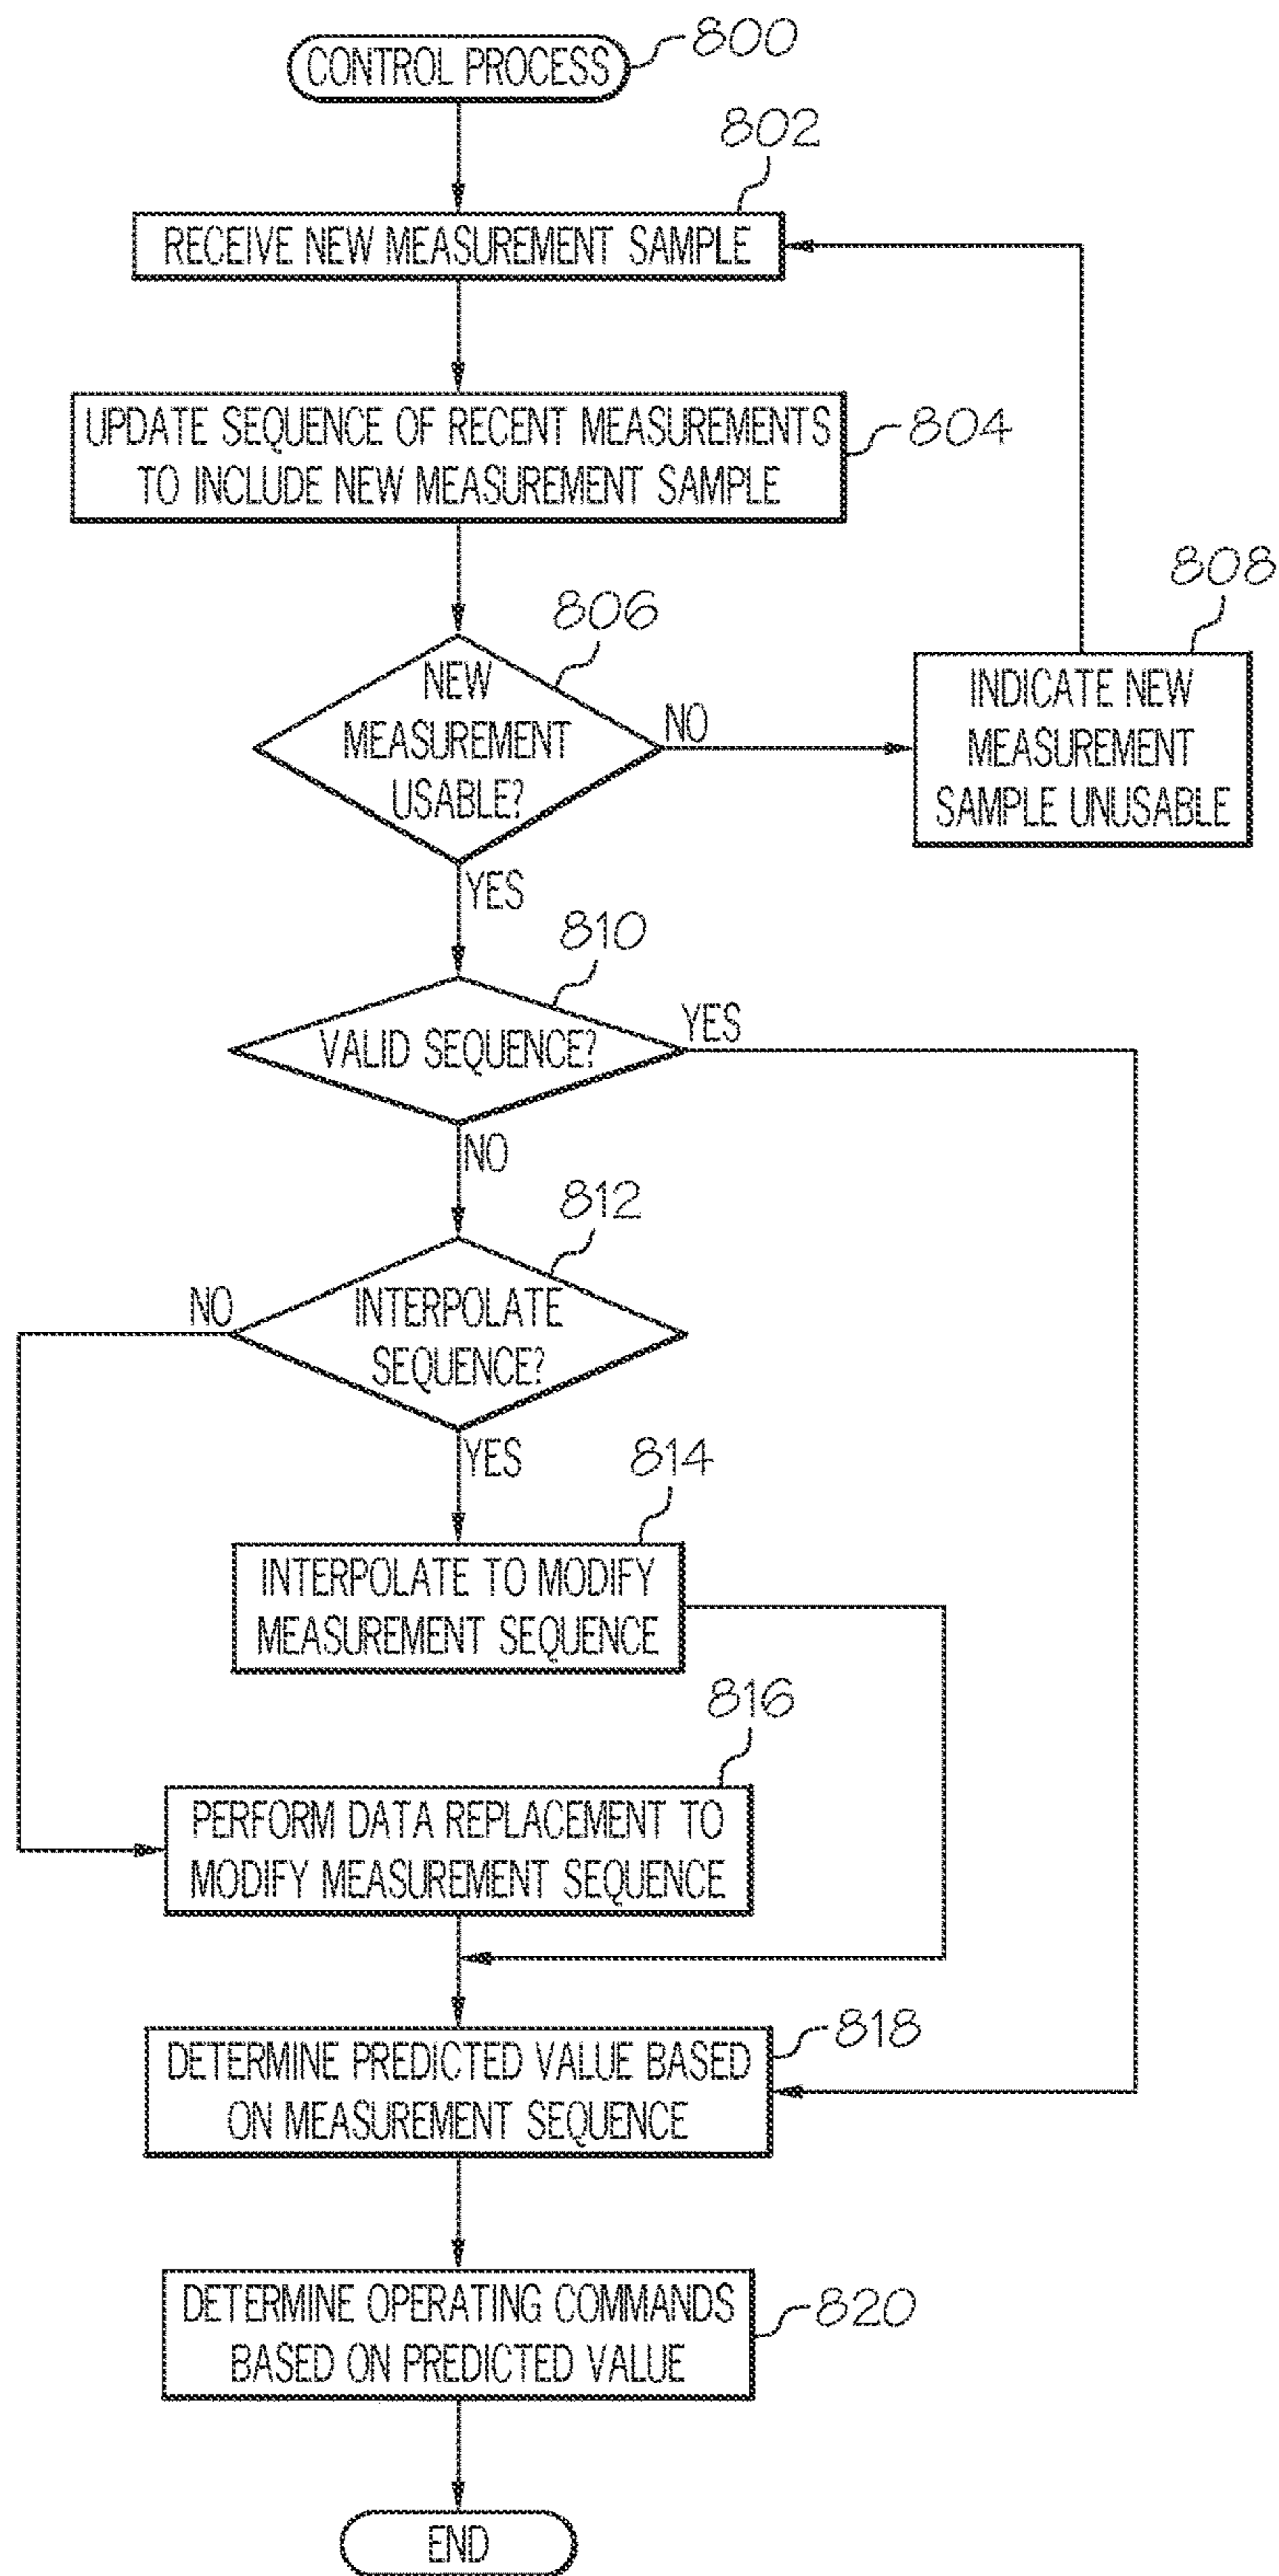 CONTROL PROCESS
800
802
RECEIVE NEW MEASUREMENT SAMPLE
UPDATE SEQUENCE OF RECENT MEASUREMENTS
TO INCLUDE NEW MEASUREMENT SAMPLE
804
806
NEW
MEASUREMENT
USABLE?
NO
808
INDICATE NEW
MEASUREMENT
SAMPLE UNUSABLE
YES
810
VALID SEQUENCE?
YES
NO
812
INTERPOLATE
SEQUENCE?
NO
YES
814
INTERPOLATE TO MODIFY
MEASUREMENT SEQUENCE
816
PERFORM DATA REPLACEMENT TO
MODIFY MEASUREMENT SEQUENCE
DETERMINE PREDICTED VALUE BASED
ON MEASUREMENT SEQUENCE
818
DETERMINE OPERATING COMMANDS
BASED ON PREDICTED VALUE
820
END